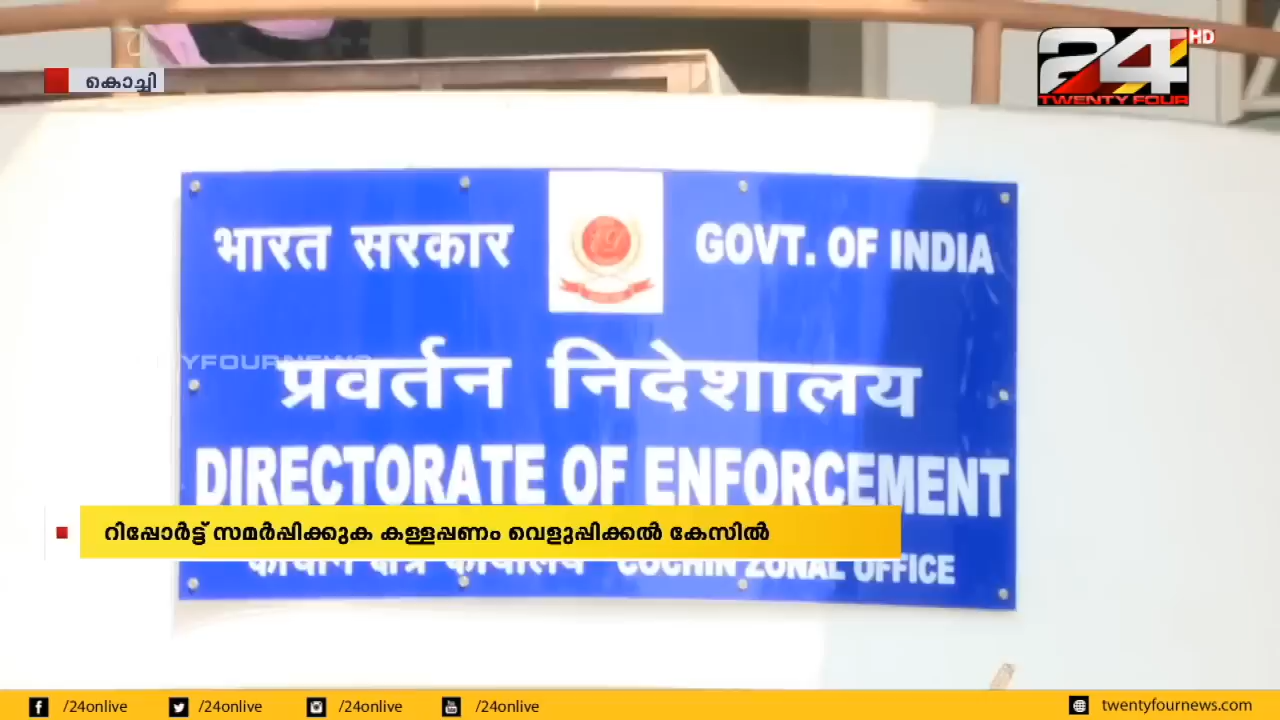 കൊച്ചി
24 HD
TWENTY FOUR
भारत सरकार
GOVT. OF INDIA
प्रवर्तन निदेशालय
DIRECTORATE OF ENFORCEMENT
റിപ്പോർട്ട് സമർപ്പിക്കുക കള്ളപ്പണം വെളുപ്പിക്കൽ കേസിൽ
COCHIN ZONAL OFFICE
/24onlive
/24onlive
/24onlive
/24onlive
twentyfournews.com